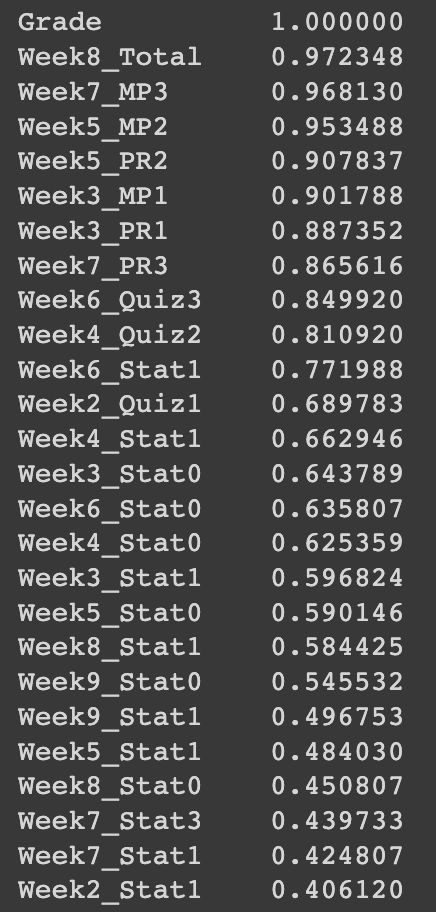 Grade 1.000000
Week8_Total 0.972348
Week7_MP3 0.968130
Week5_MP2 0.953488
Week5_PR2 0.907837
Week3_MP1 0.901788
Week3_PR1 0.887352
Week7_PR3 0.865616
Week6_Quiz3 0.849920
Week4_Quiz2 0.810920
Week6_Stat1 0.771988
Week2_Quiz1 0.689783
Week4_Stat1 0.662946
Week3_Stat0 0.643789
Week6_Stat0 0.635807
Week4_Stat0 0.625359
Week3_Stat1 0.596824
Week5_Stat0 0.590146
Week8_Stat1 0.584425
Week9_Stat0 0.545532
Week9_Stat1 0.496753
Week5_Stat1 0.484030
Week8_Stat0 0.450807
Week7_Stat3 0.439733
Week7_Stat1 0.424807
Week2_Stat1 0.406120